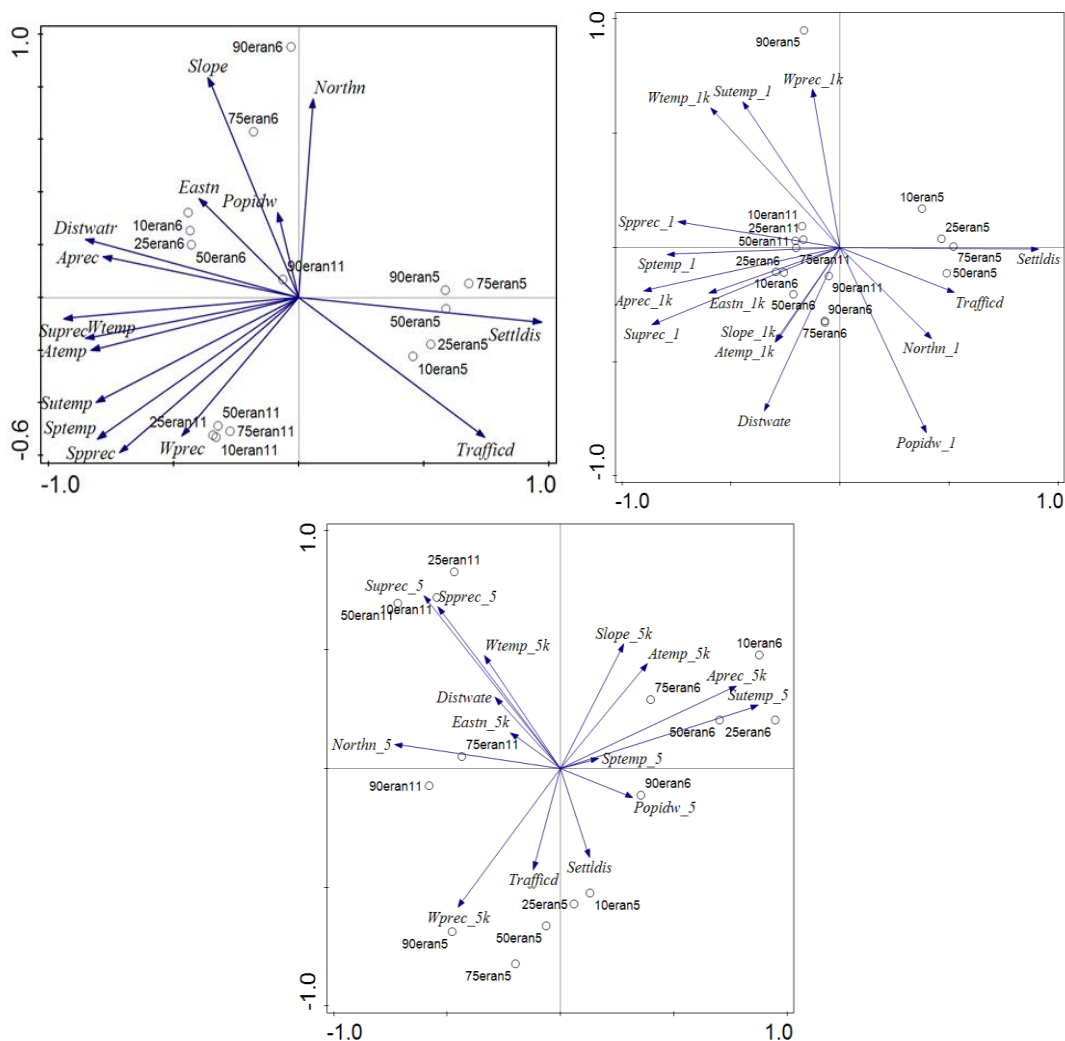 1.0
90eran6
Slope
Northn
75eran6
Eastn
Popidw
10eran6
Distwatr
25eran6
50eran6
Aprec
90eran11
90eran5
75eran5
50eran5
Suprec
Wtemp
Settldis
Atemp
25eran5
10eran5
Sutemp
50eran11
25eran11
75eran11
Sptemp
10eran11
Spprec
Wprec
Trafficd
-0.6
-1.0
1.0
1.0
90eran5
Wprec_1k
Sutemp_1
Wtemp_1k
10eran5
Spprec_1
10eran11
25eran11
25eran5
50eran11
Sptemp_1
75eran11
75eran5
Settldis
25eran6
50eran5
10eran6
90eran11
Aprec_1k
Eastn_1k
Trafficd
50eran6
90eran6
Suprec_1
Slope_1k
75eran6
Northn_1
Atemp_1k
Distwate
Popidw_1
-1.0
-1.0
1.0
1.0
25eran11
Suprec_5
Spprec_5
50eran11
10eran11
Wtemp_5k
Slope_5k
10eran6
Atemp_5k
Aprec_5k
75eran6
Sutemp_5
Distwate
50eran6
25eran6
Eastn_5k
Northn_5
75eran11
Sptemp_5
90eran11
90eran6
Popidw_5
Settldis
Trafficd
25eran5
10eran5
Wprec_5k
50eran5
90eran5
75eran5
-1.0
-1.0
1.0